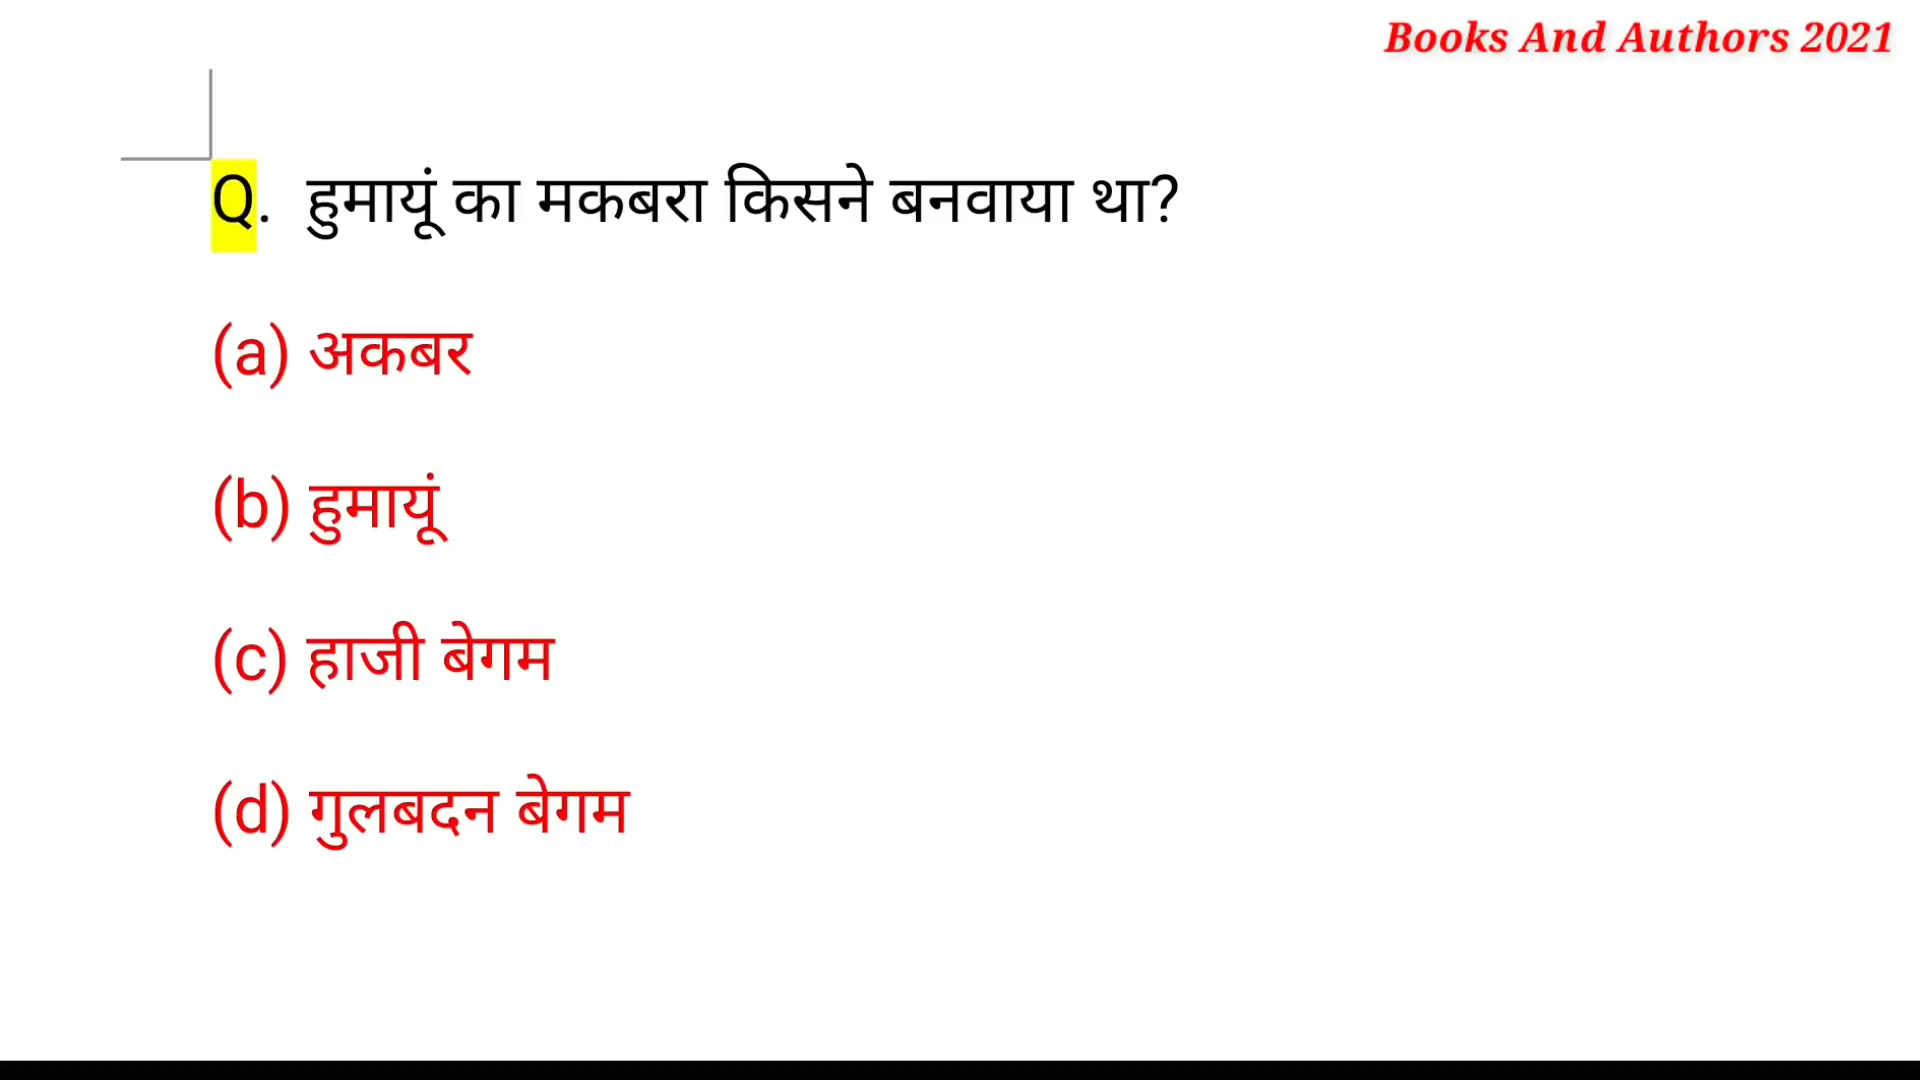 Books And Authors 2021
Q. हुमायूं का मकबरा किसने बनवाया था?
(a) अकबर
(b) हुमायूं
(c) हाजी बेगम
(d) गुलबदन बेगम